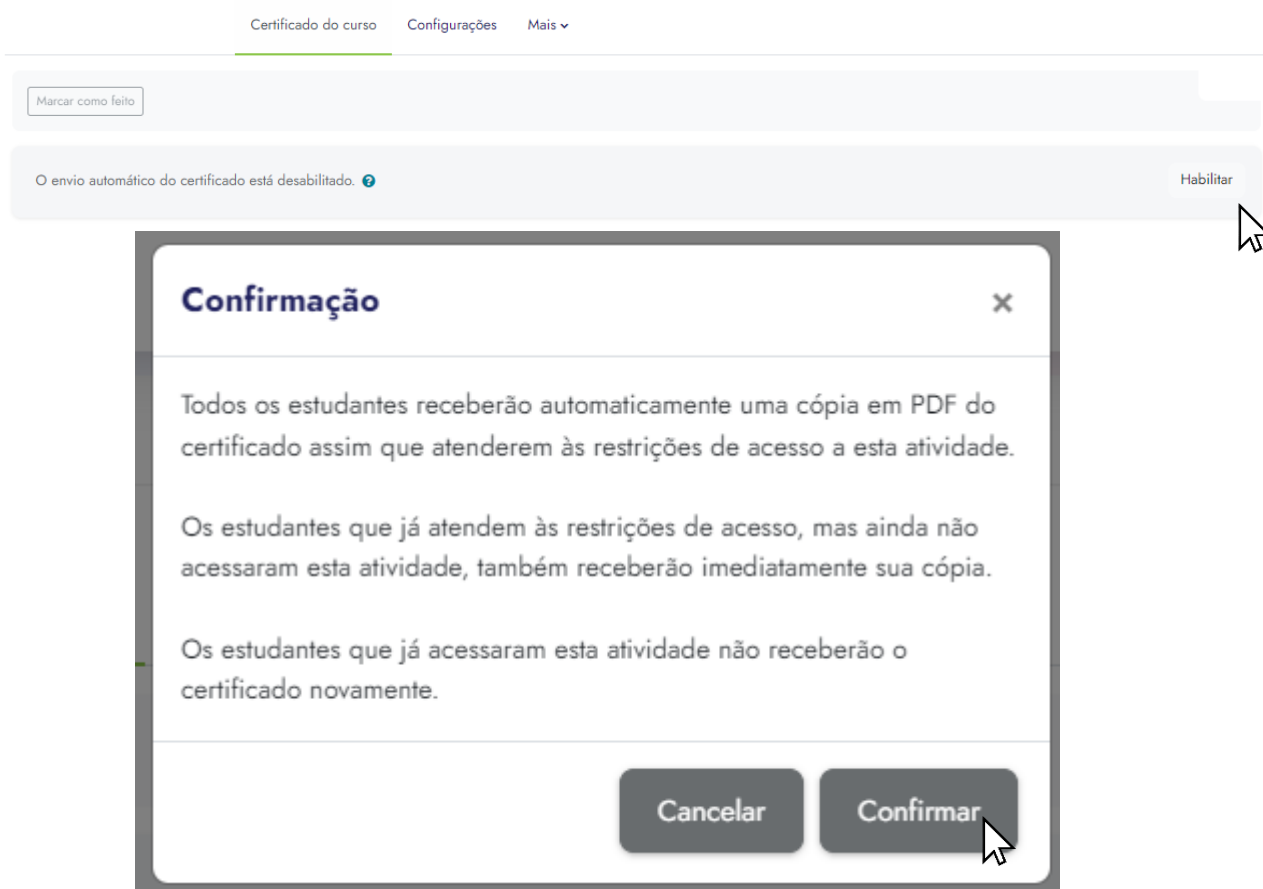 Certificado do curso Configurações Mais
Marcar como feito
O envio automático do certificado está desabilitado. Habilitar
Confirmação
Todos os estudantes receberão automaticamente uma cópia em PDF do
certificado assim que atenderem às restrições de acesso a esta atividade.
Os estudantes que já atendem às restrições de acesso, mas ainda não
acessaram esta atividade, também receberão imediatamente sua cópia.
Os estudantes que já acessaram esta atividade não receberão o
certificado novamente.
Cancelar Confirmar